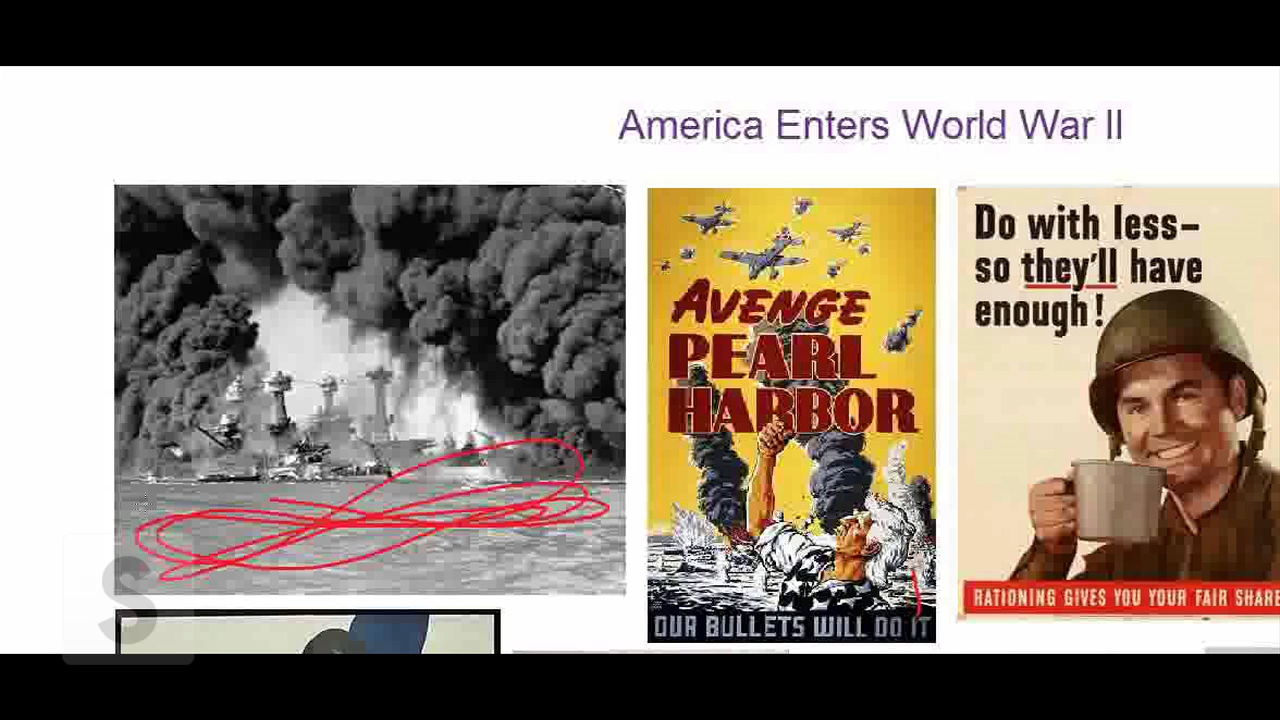 America Enters World War II
AVENGE
PEARL
HARBOR
OUR BULLETS WILL DO IT
Do with less–
so they'll have
enough!
RATIONING GIVES YOU YOUR FAIR SHARE
S